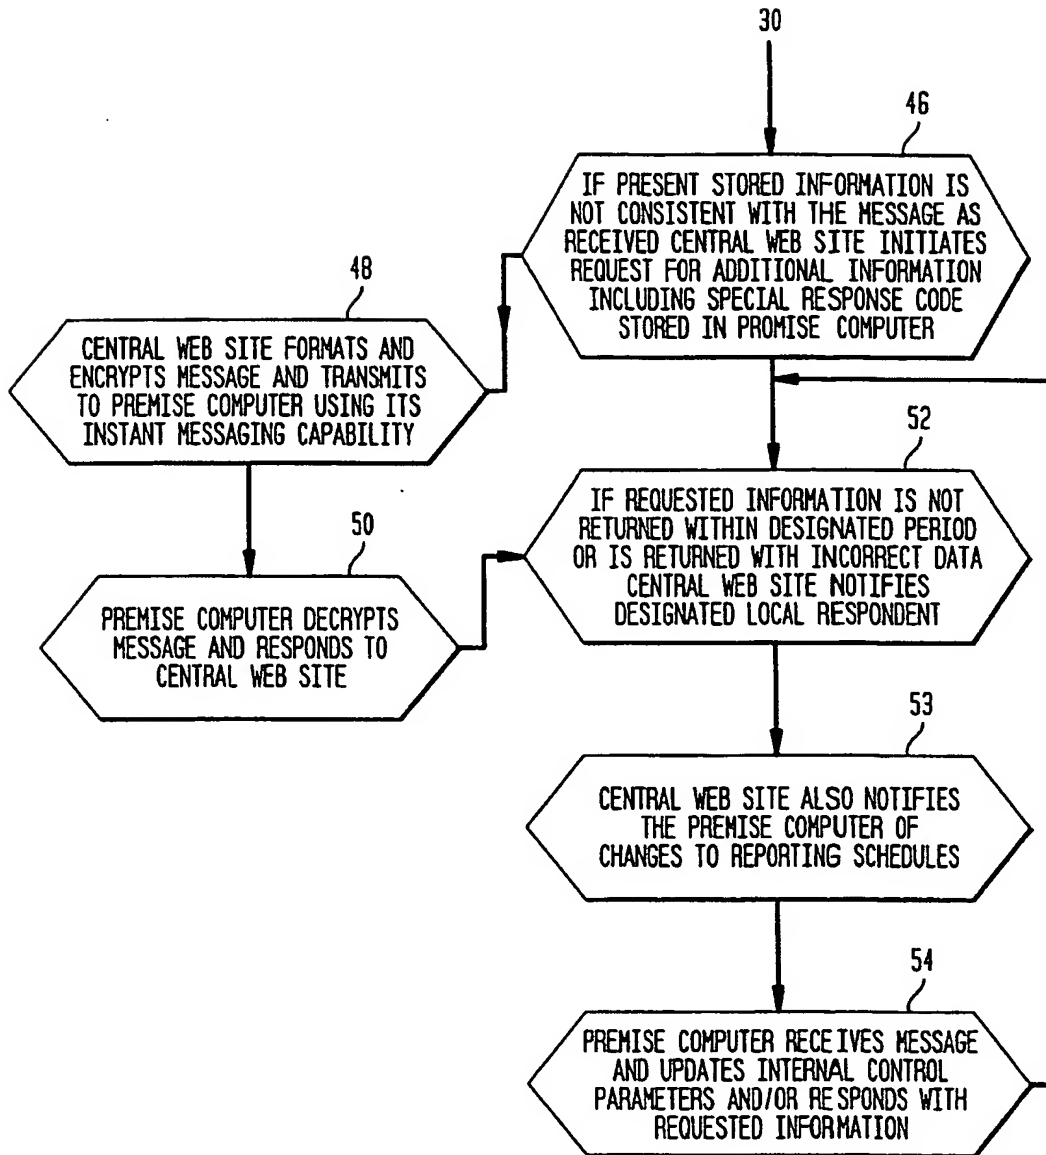 30
46
IF PRESENT STORED INFORMATION IS
NOT CONSISTENT WITH THE MESSAGE AS
RECEIVED CENTRAL WEB SITE INITIATES
REQUEST FOR ADDITIONAL INFORMATION
INCLUDING SPECIAL RESPONSE CODE
STORED IN PROMISE COMPUTER
48
CENTRAL WEB SITE FORMATS AND
ENCRYPTS MESSAGE AND TRANSMITS
TO PREMISE COMPUTER USING ITS
INSTANT MESSAGING CAPABILITY
52
IF REQUESTED INFORMATION IS NOT
RETURNED WITHIN DESIGNATED PERIOD
OR IS RETURNED WITH INCORRECT DATA
CENTRAL WEB SITE NOTIFIES
DESIGNATED LOCAL RESPONDENT
50
PREMISE COMPUTER DECRYPTS
MESSAGE AND RESPONDS TO
CENTRAL WEB SITE
53
CENTRAL WEB SITE ALSO NOTIFIES
THE PREMISE COMPUTER OF
CHANGES TO REPORTING SCHEDULES
54
PREMISE COMPUTER RECEIVES MESSAGE
AND UPDATES INTERNAL CONTROL
PARAMETERS AND/OR RESPONDS WITH
REQUESTED INFORMATION